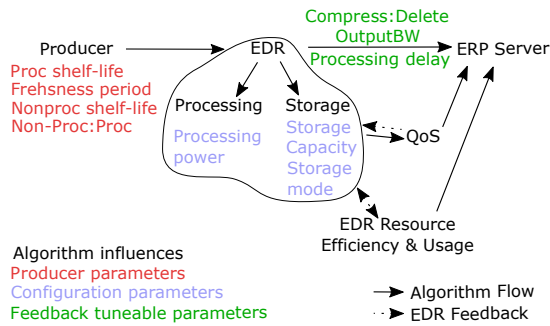 Compress:Delete
Producer
EDR
OutputBW
ERP Server
Processing delay
Proc shelf-life
Frehsness period
Nonproc shelf-life
Non-Proc:Proc
Processing
Storage
Processing
power
Storage
Capacity
Storage
mode
QoS
EDR Resource
Efficiency & Usage
Algorithm influences
Producer parameters
Configuration parameters
Feedback tuneable parameters
Algorithm Flow
EDR Feedback